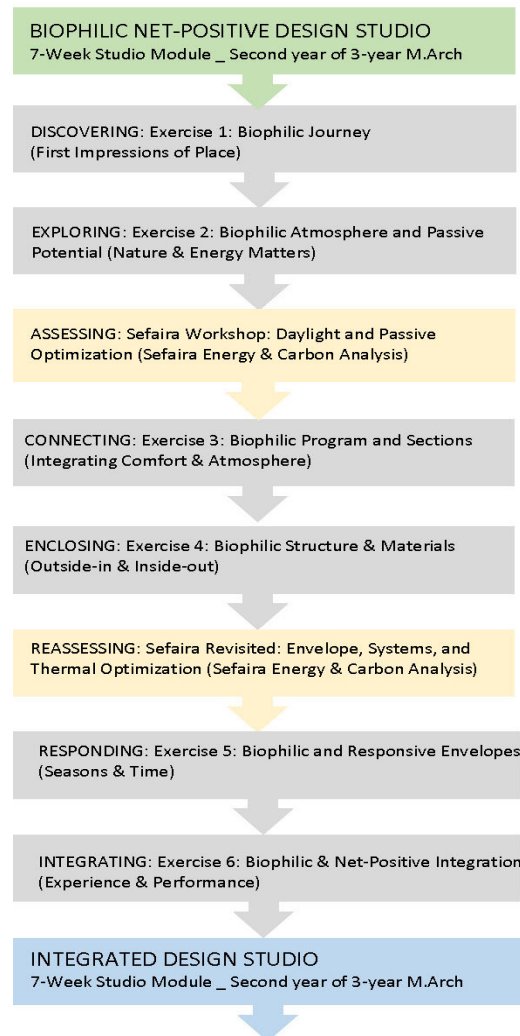 BIOPHILIC NET-POSITIVE DESIGN STUDIO
7-Week Studio Module _ Second year of 3-year M.Arch
DISCOVERING: Exercise 1: Biophilic Journey
(First Impressions of Place)
EXPLORING: Exercise 2: Biophilic Atmosphere and Passive
Potential (Nature & Energy Matters)
ASSESSING: Sefaira Workshop: Daylight and Passive
Optimization (Sefaira Energy & Carbon Analysis)
CONNECTING: Exercise 3: Biophilic Program and Sections
(Integrating Comfort & Atmosphere)
ENCLOSING: Exercise 4: Biophilic Structure & Materials
(Outside-in & Inside-out)
REASSESSING: Sefaira Revisited: Envelope, Systems, and
Thermal Optimization (Sefaira Energy & Carbon Analysis)
RESPONDING: Exercise 5: Biophilic and Responsive Envelopes
(Seasons & Time)
INTEGRATING: Exercise 6: Biophilic & Net-Positive Integration
(Experience & Performance)
INTEGRATED DESIGN STUDIO
7-Week Studio Module _ Second year of 3-year M.Arch